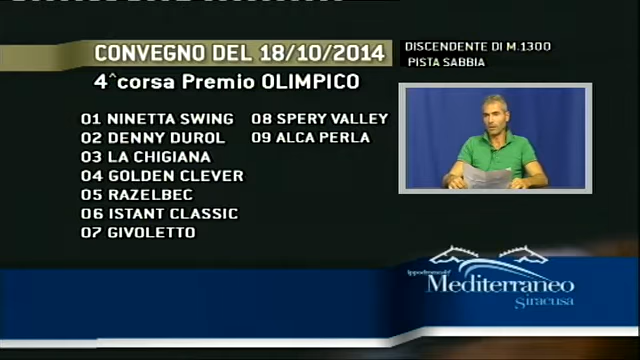 CONVEGNO DEL 18/10/2014
DISCENDENTE DI M.1300
PISTA SABBIA
4^corsa Premio OLIMPICO
01 NINETTA SWING
02 DENNY DUROL
03 LA CHIGIANA
04 GOLDEN CLEVER
05 RAZELBEC
06 ISTANT CLASSIC
07 GIVOLETTO
08 SPERY VALLEY
09 ALCA PERLA
Mediterraneo
Siracusa